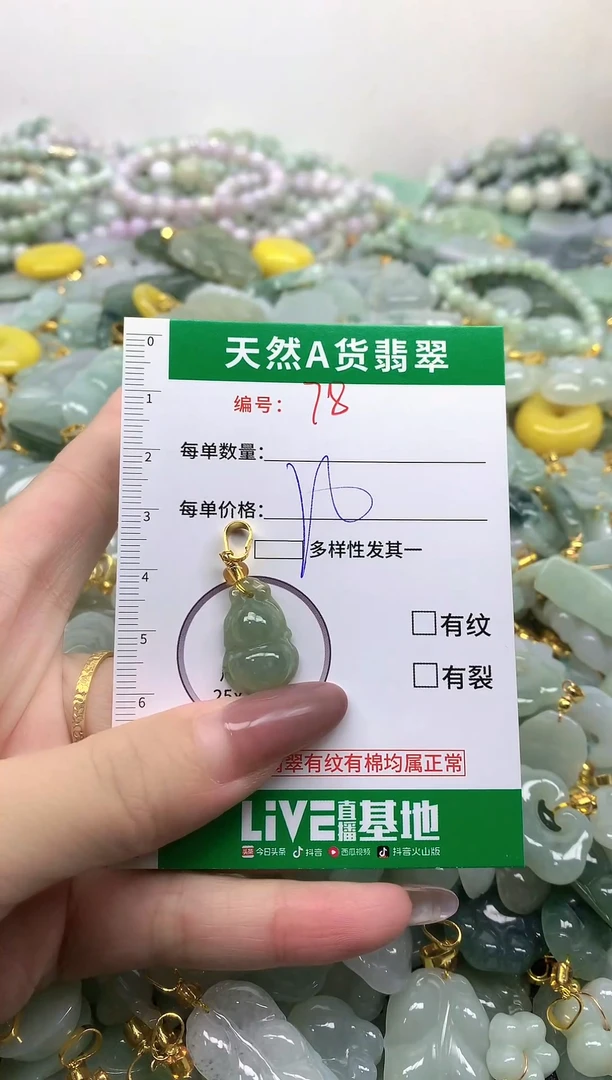 天然A货翡翠
0
编号: 78
1
每单数量:
2
每单价格:
3
多样性发其一
4
有纹
5
有裂
25
6
翠有纹有棉均属正常
LiVE直播基地
头条 今日头条 抖音 西瓜视频 抖音火山版